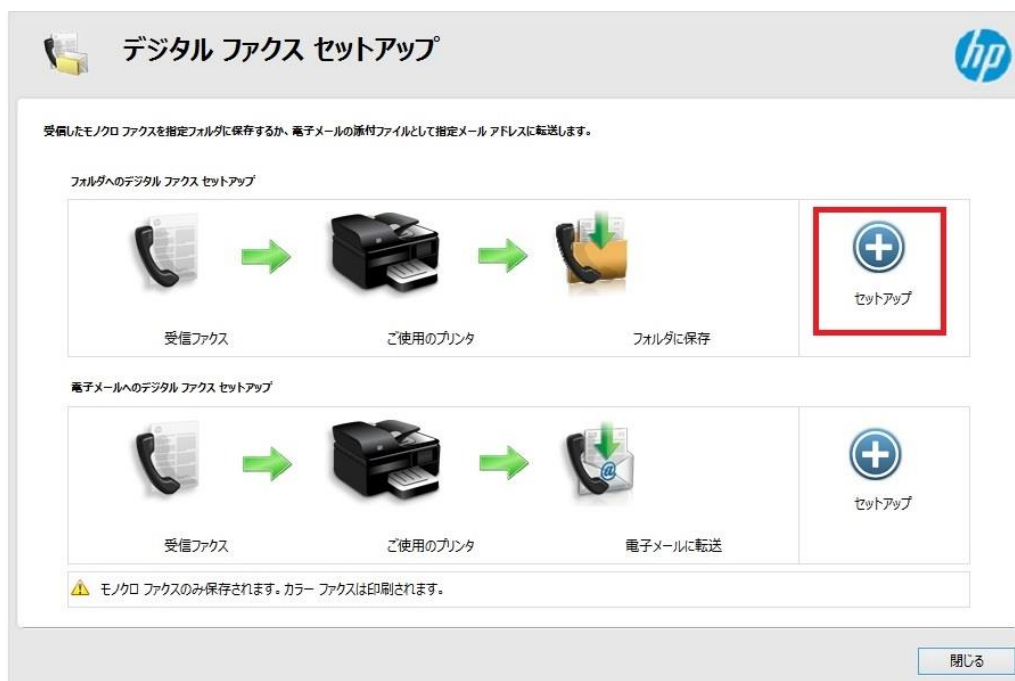 デジタル ファクス セットアップ
hp
受信したモノクロ ファクスを指定フォルダに保存するか、電子メールの添付ファイルとして指定メール アドレスに転送します。
フォルダへのデジタル ファクス セットアップ
セットアップ
受信ファクス ご使用のプリンタ フォルダに保存
電子メールへのデジタル ファクス セットアップ
@
セットアップ
受信ファクス ご使用のプリンタ 電子メールに転送
モノクロ ファクスのみ保存されます。カラー ファクスは印刷されます。
閉じる